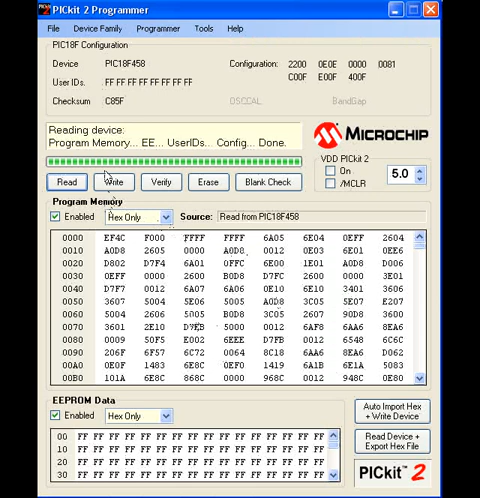 PICkit 2 Programmer
File Device Family Programmer Tools Help
PIC18F Configuration
Device PIC18F458 Configuration: 2200 0E0E 0000 0081
C00F E00F 400F
User IDs. FF FF FF FF FF FF FF FF
Checksum C85F OSCCAL BandGap
Reading device:
Program Memory... EE... UserIDs... Config... Done.
MICROCHIP
VDD PICkit 2
On
/MCLR
5.0
Read Write Verify Erase Blank Check
Program Memory
Enabled Hex Only Source: Read from PIC18F458
0000 EF4C F000 FFFF FFFF 6A05 6E04 0EFF 2604
0010 A0D8 2605 0000 A0D8 0012 0E03 6E01 0EE6
0020 D802 D7F4 6A01 0FFC 6E00 1E01 A0D8 D006
0030 0EFF 0000 2600 B0D8 D7FC 2600 0000 3E01
0040 D7F7 0012 6A07 6A06 0E10 6E10 3401 3606
0050 3607 5004 5E06 5005 A0D8 3C05 5E07 E207
0060 5004 2606 5005 B0D8 3C05 2607 90D8 3600
0070 3601 2E10 5000 0012 6AF8 6AA6 8EA6
0080 0009 50F5 E002 6EEE D7FB 0012 6548 6C6C
0090 206F 6F57 6C72 0064 8C18 6AA6 8EA6 D062
00A0 0E0F 1483 6E8C 0EF0 1419 6A1B 6E1A 5083
00B0 101A 6E8C 868C 0000 968C 0012 948C 0E80
EEPROM Data
Enabled Hex Only
00 FF FF FF FF FF FF FF FF FF FF FF FF FF FF FF FF
10 FF FF FF FF FF FF FF FF FF FF FF FF FF FF FF FF
20 FF FF FF FF FF FF FF FF FF FF FF FF FF FF FF FF
30 FF FF FF FF FF FF FF FF FF FF FF FF FF FF FF FF
Auto Import Hex
+ Write Device
Read Device +
Export Hex File
PICkit™ 2